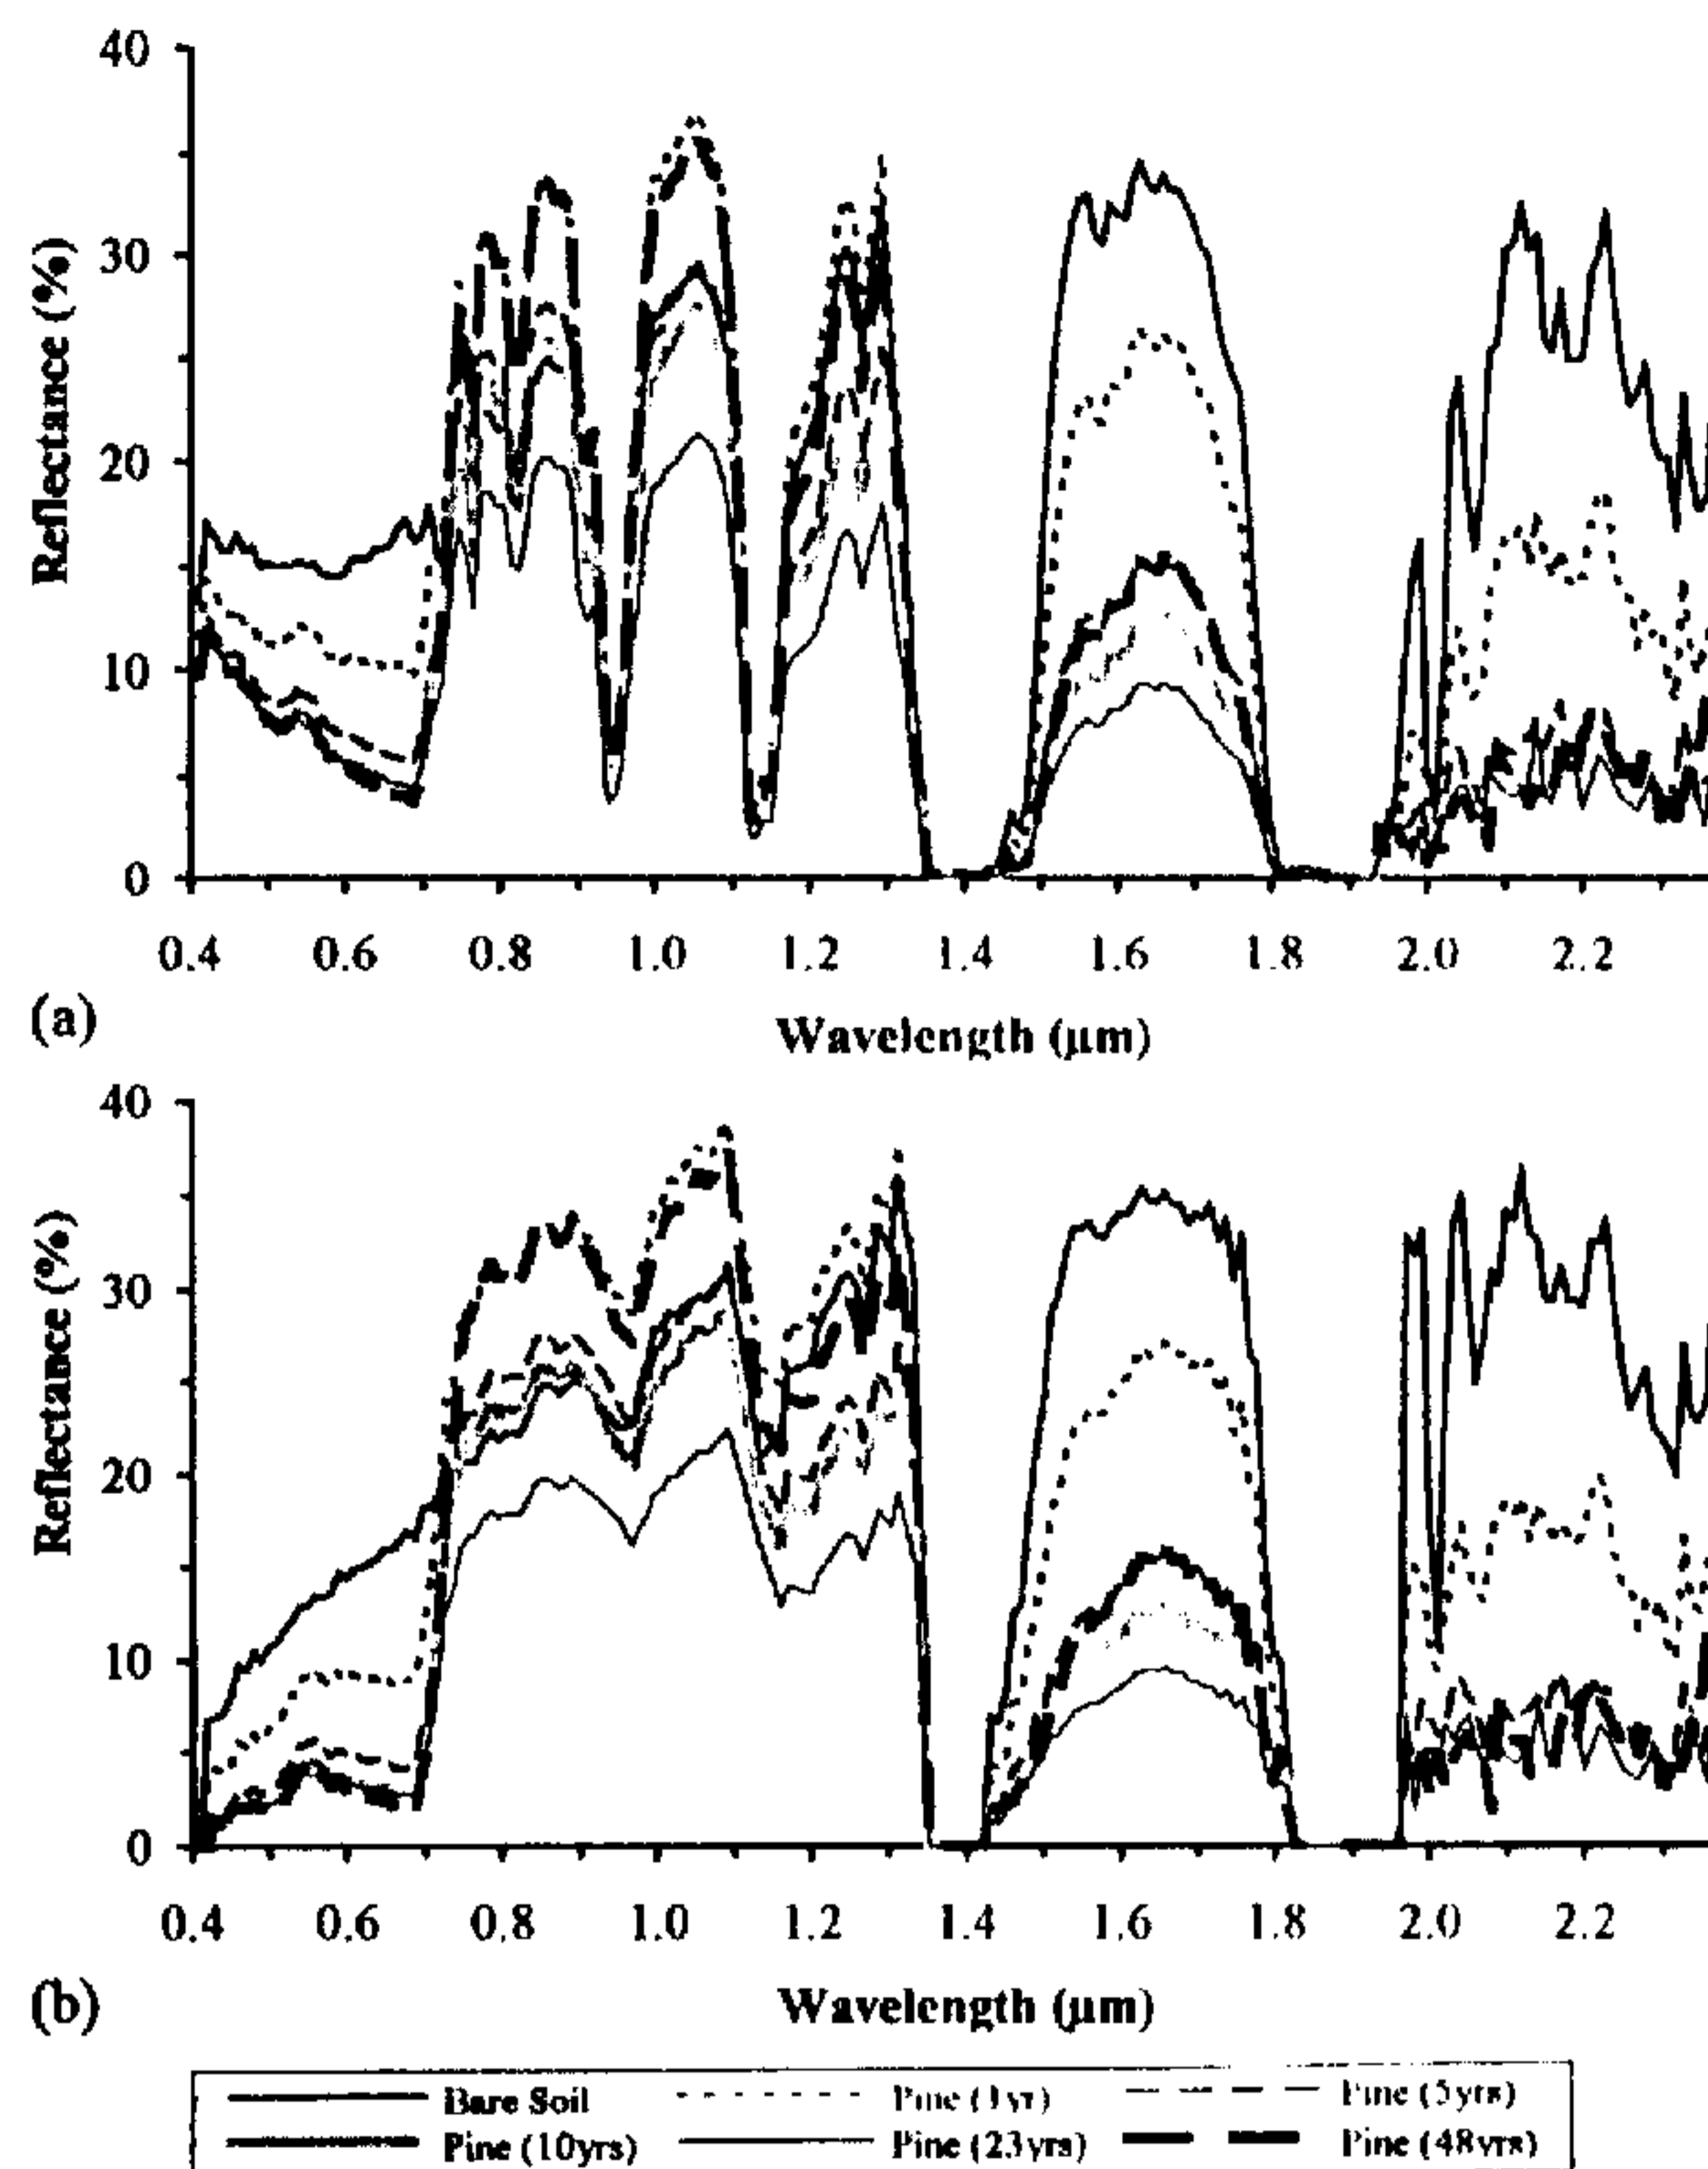 40
30
20
10
0
Reflectance (%)
0.4 0.6 0.8 1.0 1.2 1.4 1.6 1.8 2.0 2.2
(a)
Wavelength (μm)
40
30
20
10
0
Reflectance (%)
0.4 0.6 0.8 1.0 1.2 1.4 1.6 1.8 2.0 2.2
(b)
Wavelength (μm)
Bare Soil Pine (1yr) Pine (5yrs)
Pine (10yrs) Pine (23yrs) Pine (48yrs)